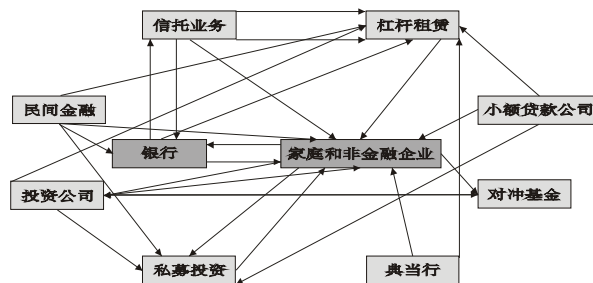 信托业务
杠杆租赁
民间金融
小额贷款公司
银行
家庭和非金融企业
投资公司
对冲基金
私募投资
典当行